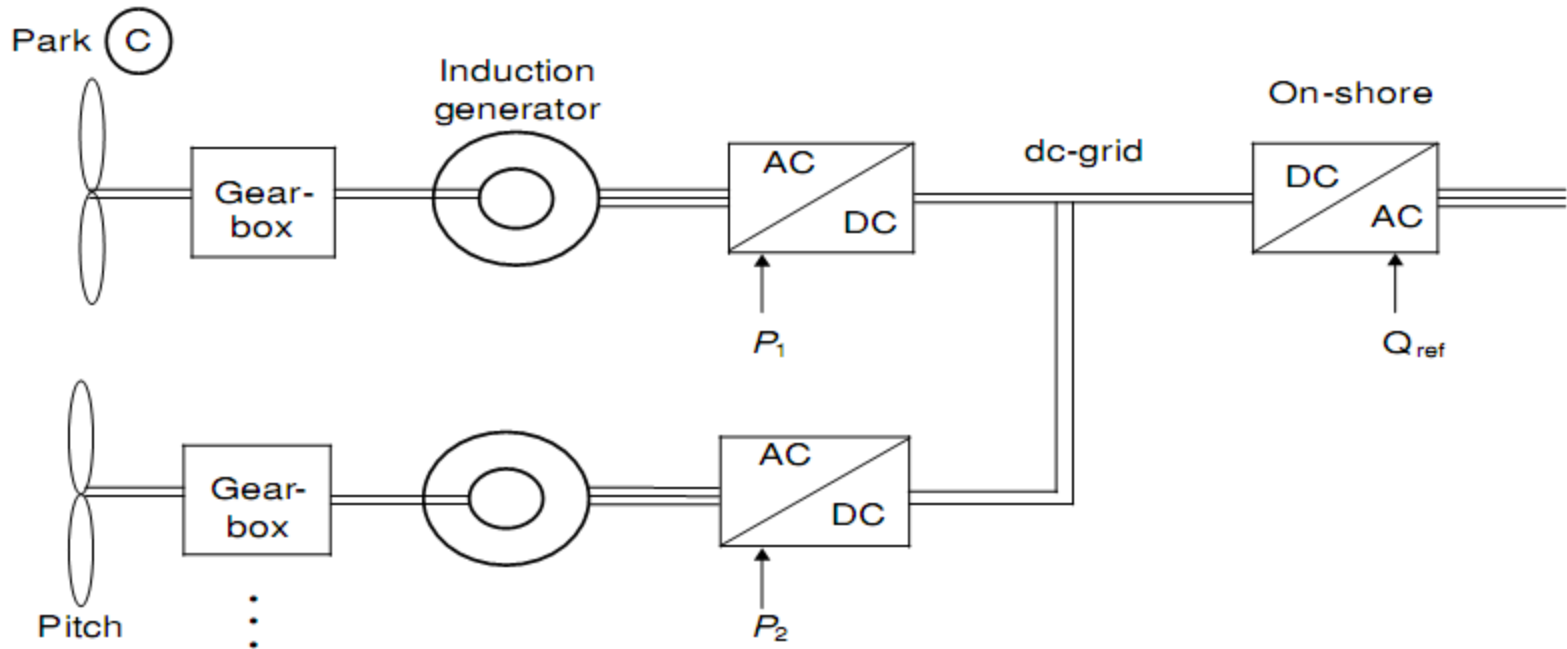 Park C
Induction
generator
On-shore
Gear-
box
AC
DC
dc-grid
DC
AC
P₁
Q ref
Gear-
box
AC
DC
Pitch
P₂